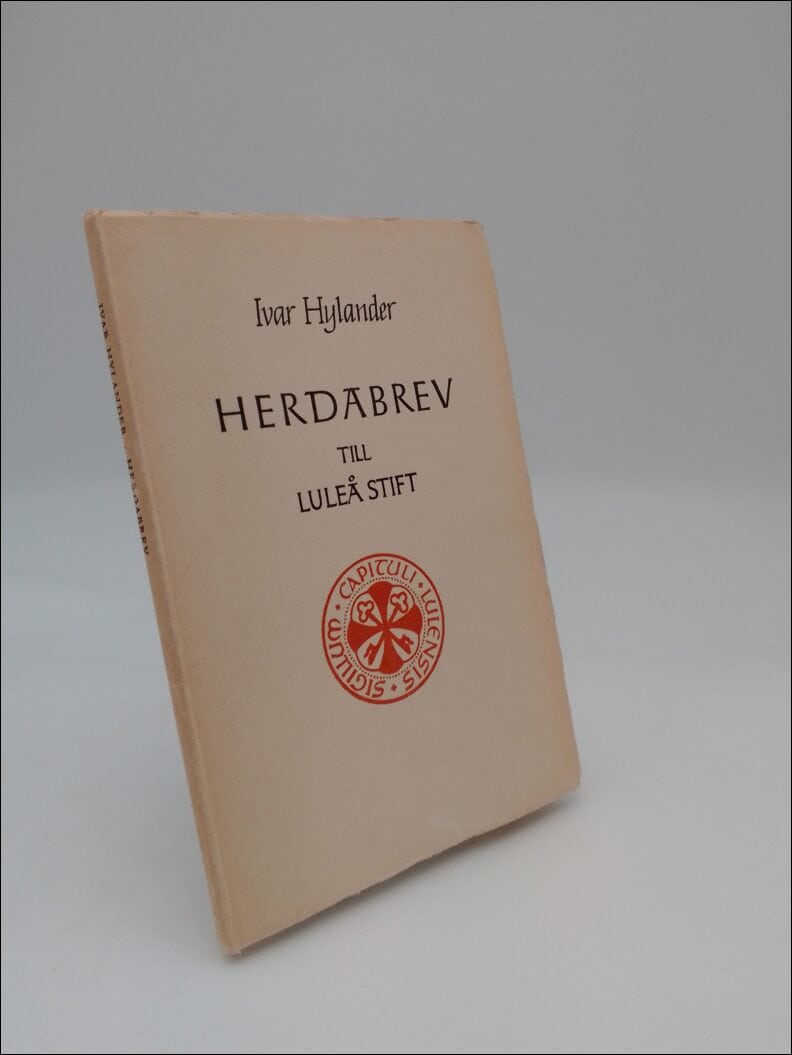 Ivar Hylander
HERDABREV
TILL
LULEÅ STIFT
SIGILLUM + CAPITULI + LULENSIS +
IVAR HYLANDER · HERDABREV